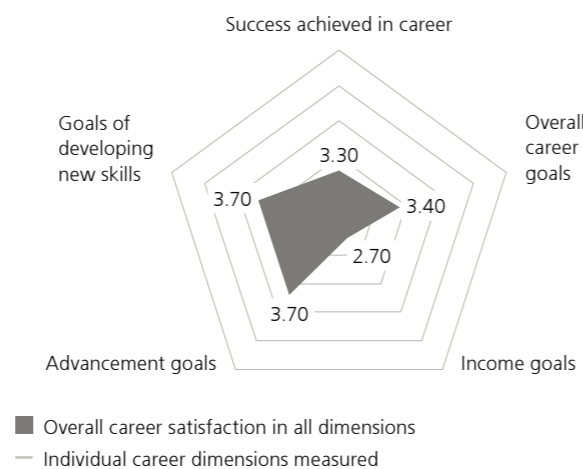 Success achieved in career
Goals of
developing
new skills
Overall
career
goals
3.30
3.70
3.40
2.70
3.70
Advancement goals
Income goals
Overall career satisfaction in all dimensions
Individual career dimensions measured